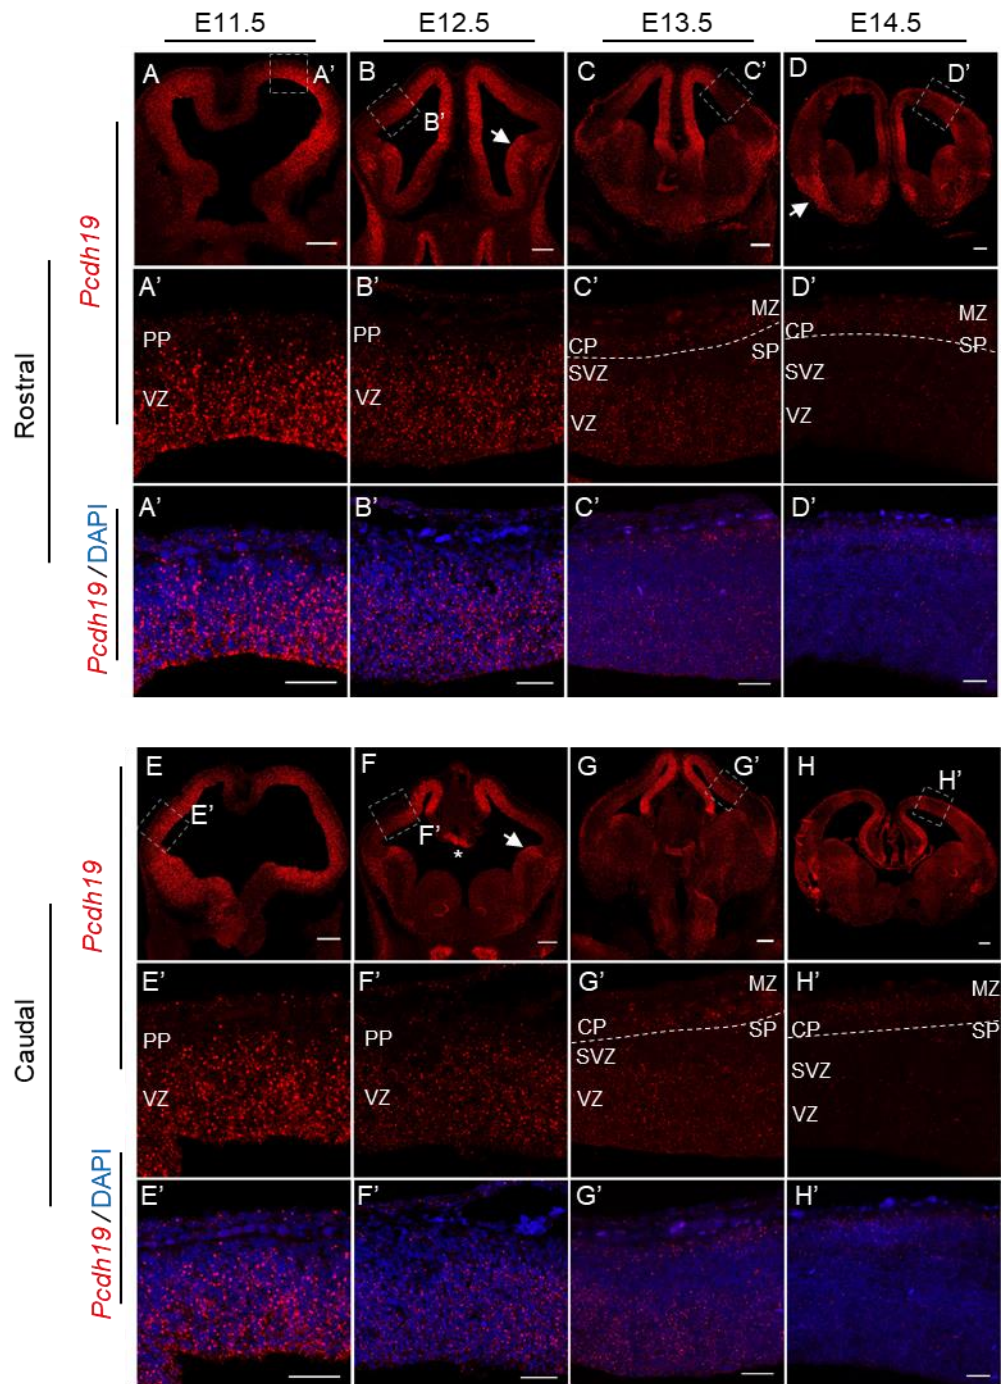 E11.5 E12.5 E13.5 E14.5
A A’ B B’ C C’ D D’
Rostral
Pcdh19
A’ B’ C’ D’
PP PP MZ MZ
CP SP CP SP
VZ VZ SVZ SVZ
VZ VZ
Pcdh19/DAPI
A’ B’ C’ D’
E E’ F F’ * G G’ H H’
Caudal
Pcdh19
E’ F’ G’ H’
PP PP MZ MZ
CP SP CP SP
VZ VZ SVZ SVZ
VZ VZ
Pcdh19/DAPI
E’ F’ G’ H’